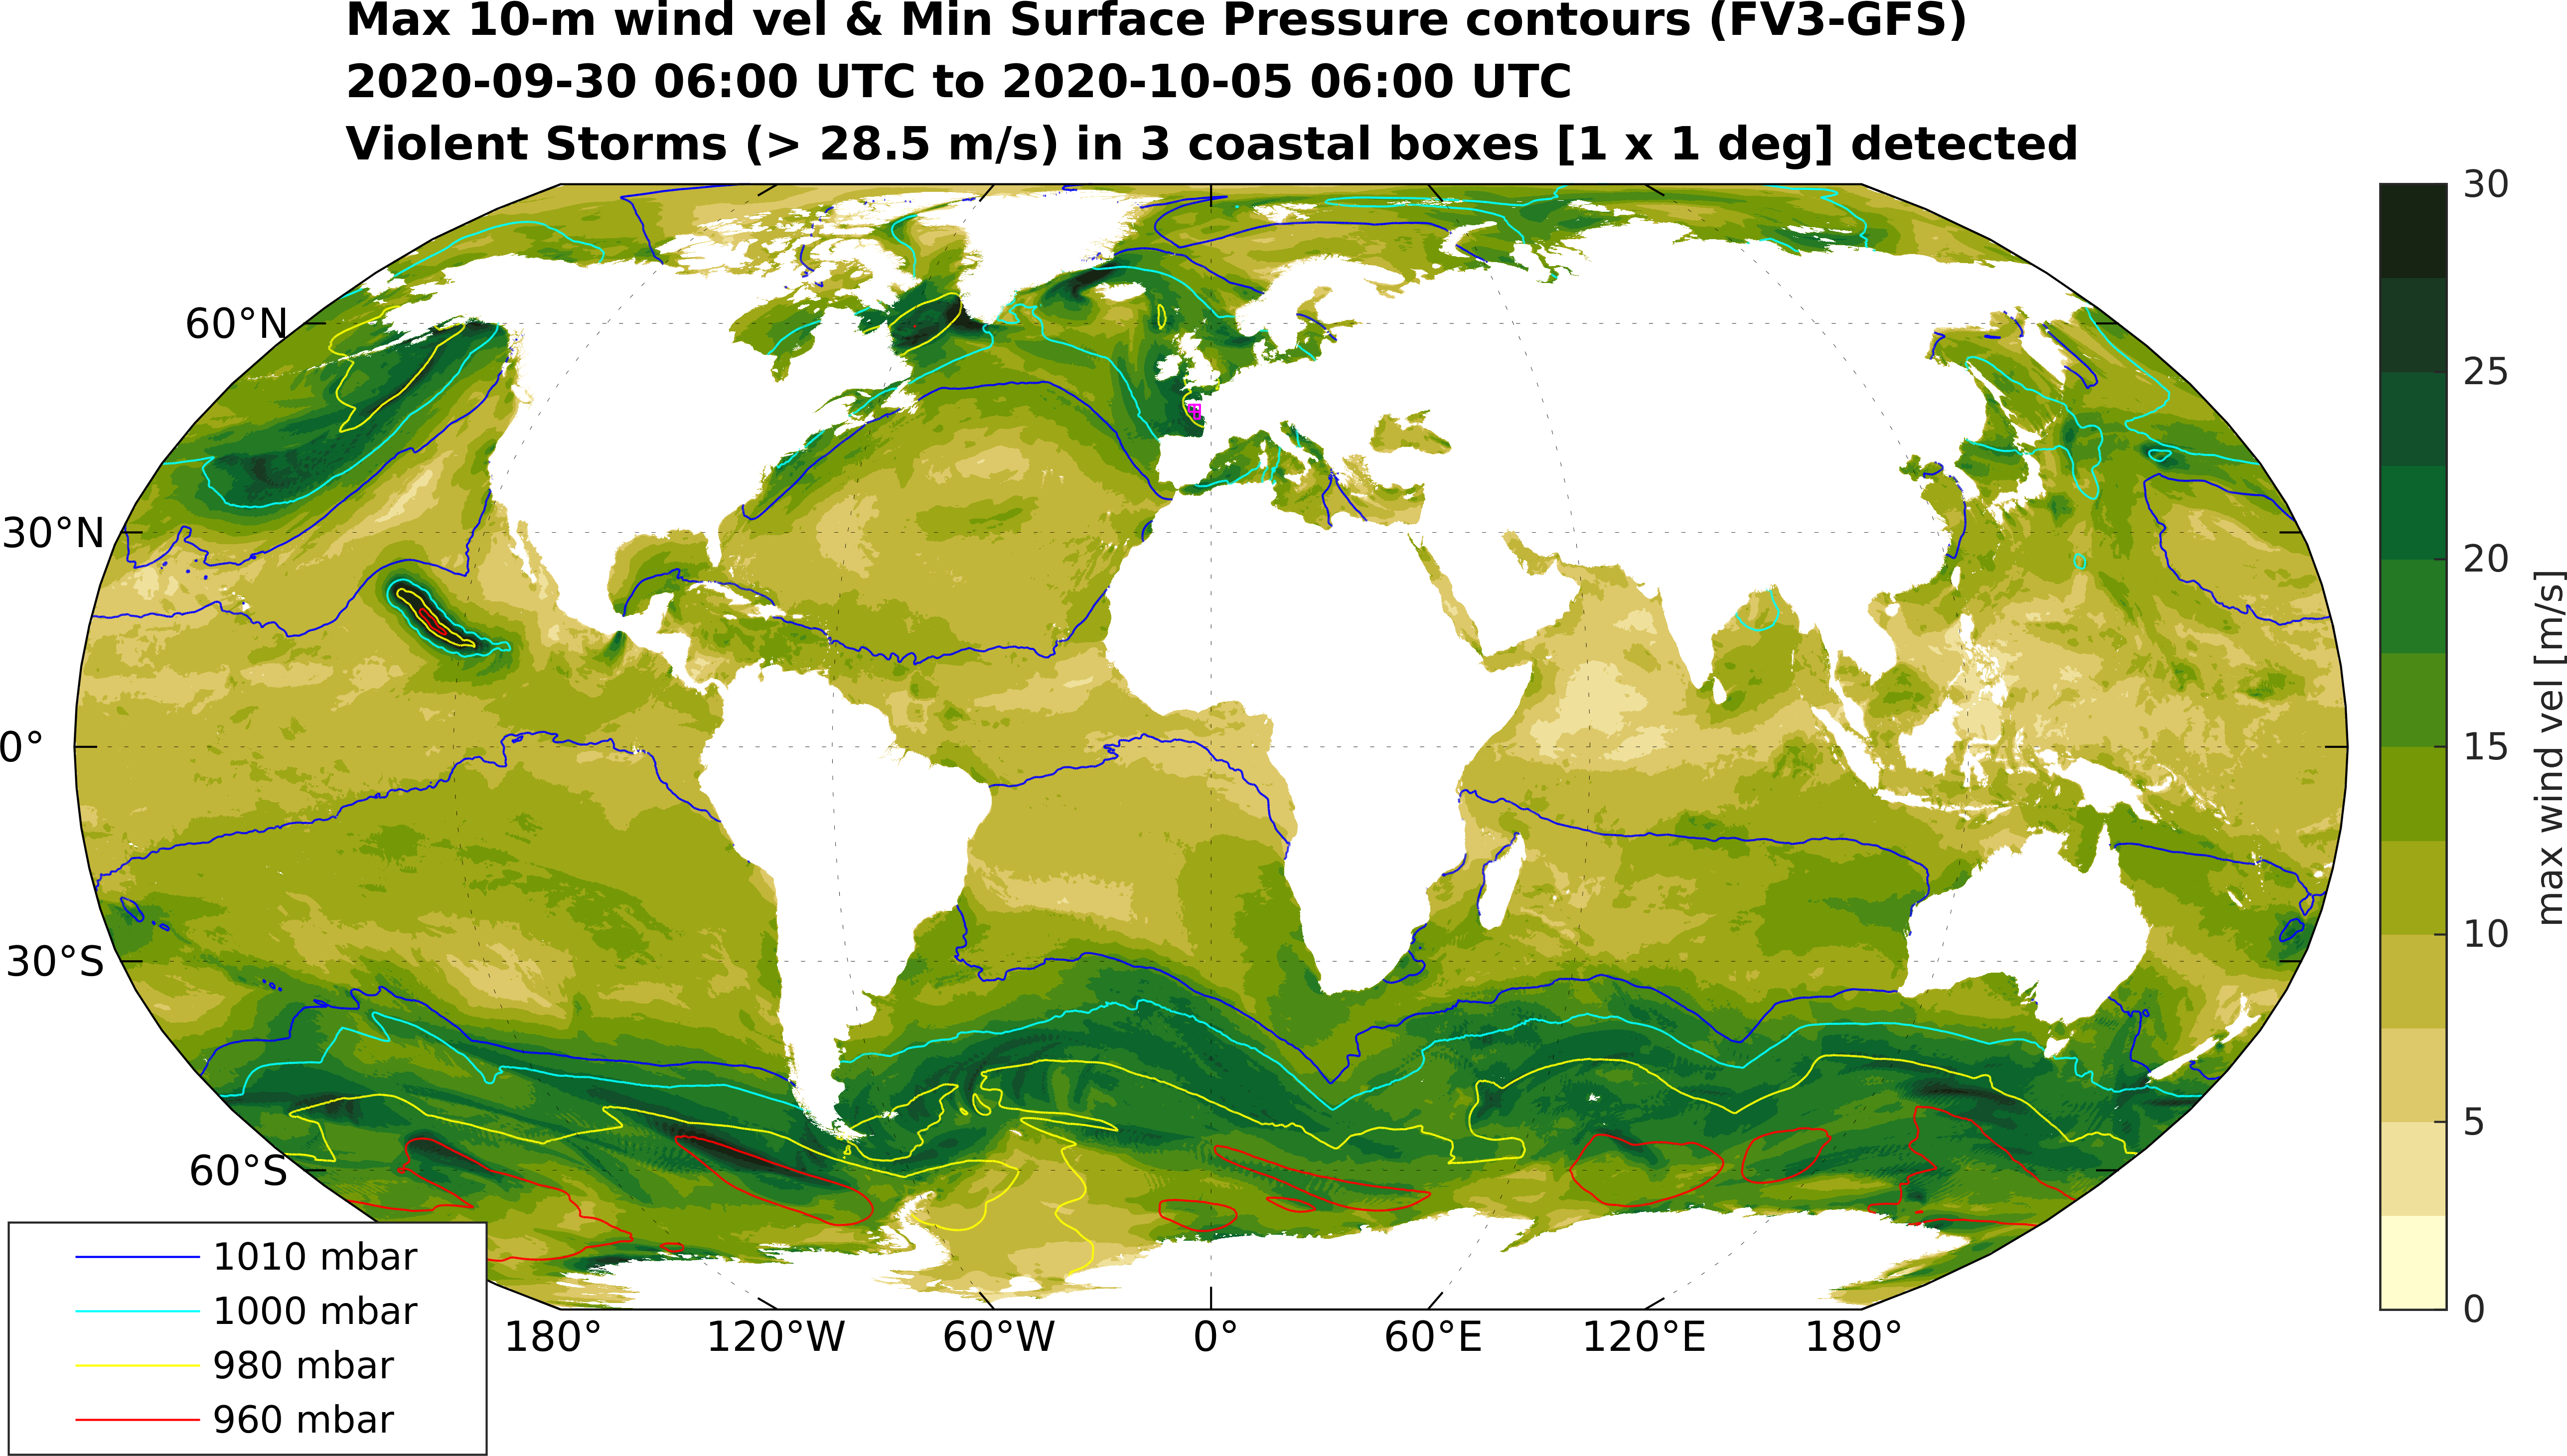 Max 10-m wind vel & Min Surface Pressure contours (FV3-GFS)
2020-09-30 06:00 UTC to 2020-10-05 06:00 UTC
Violent Storms (> 28.5 m/s) in 3 coastal boxes [1 x 1 deg] detected
60°N
30°N
0°
30°S
60°S
180°
120°W
60°W
0°
60°E
120°E
180°
1010 mbar
1000 mbar
980 mbar
960 mbar
30
25
20
15
10
5
0
max wind vel [m/s]